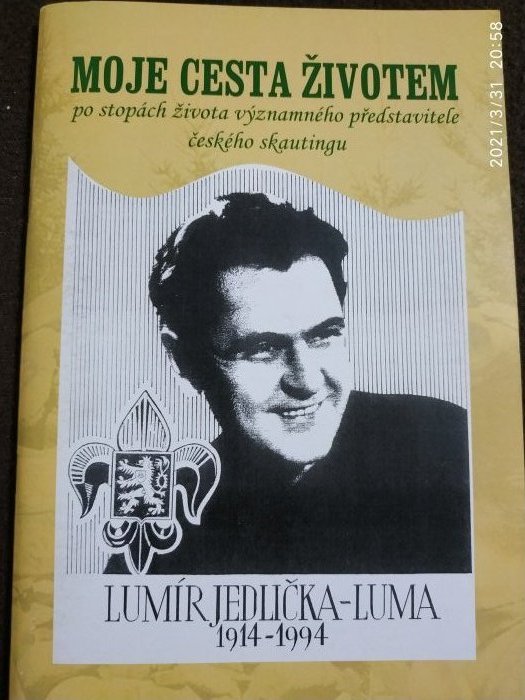 MOJE CESTA ŽIVOTEM
po stopách života významného představitele
českého skautingu
LUMÍR JEDLIČKA-LUMA
1914-1994
2021/3/31 20:58